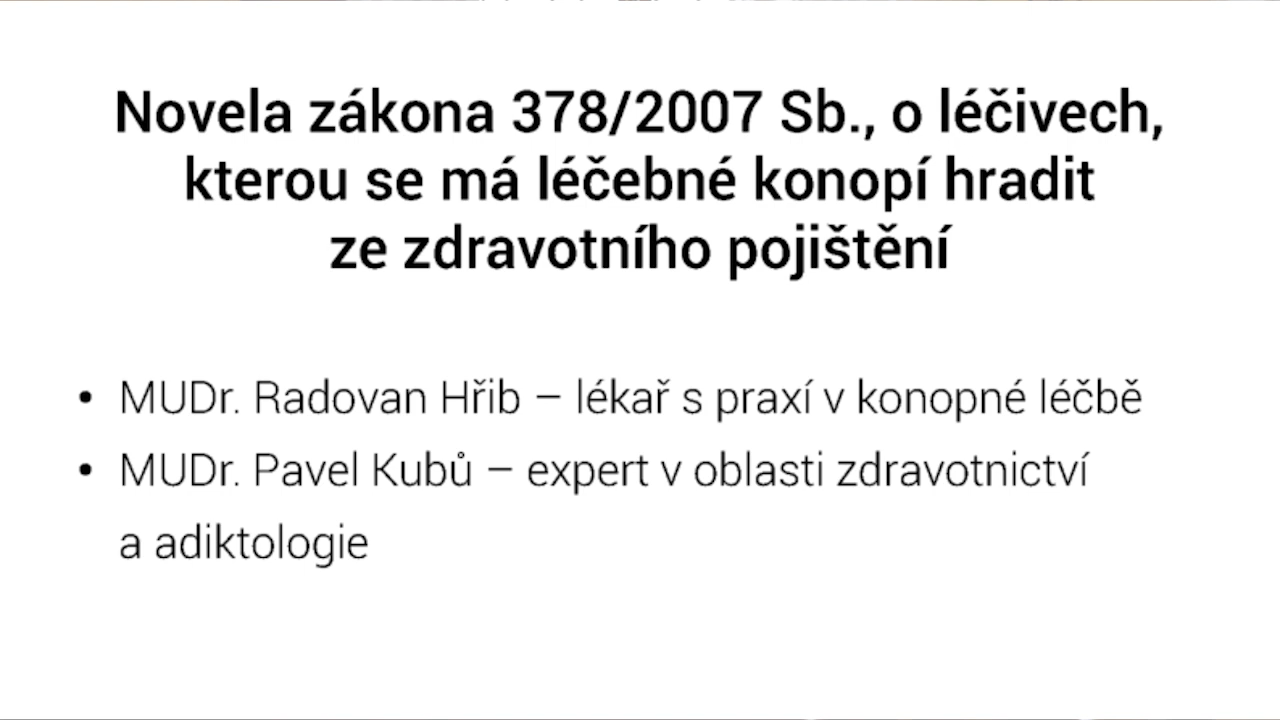 Novela zákona 378/2007 Sb., o léčivech,
kterou se má léčebné konopí hradit
ze zdravotního pojištění
• MUDr. Radovan Hřib – lékař s praxí v konopné léčbě
• MUDr. Pavel Kubů – expert v oblasti zdravotnictví
a adiktologie